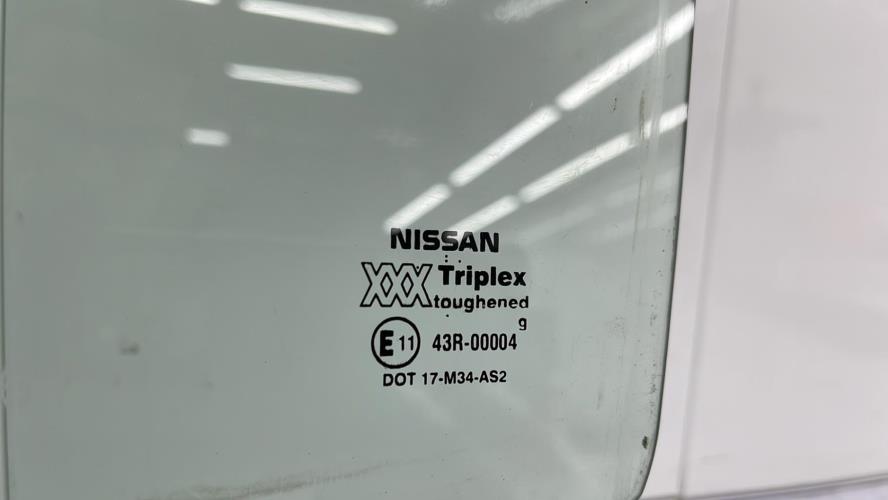 NISSAN
XXX Triplex
toughened
g
E 11 43R-00004
DOT 17-M34-AS2